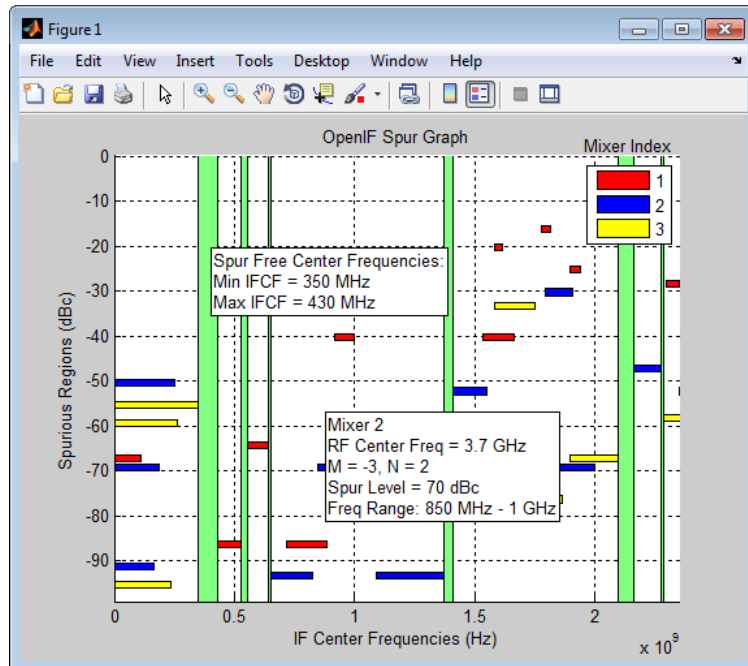 Figure 1
File Edit View Insert Tools Desktop Window Help
OpenIF Spur Graph
Mixer Index
1
2
3
0
-10
-20
-30
-40
-50
-60
-70
-80
-90
Spurious Regions (dBc)
Spur Free Center Frequencies:
Min IFCF = 350 MHz
Max IFCF = 430 MHz
Mixer 2
RF Center Freq = 3.7 GHz
M = -3, N = 2
Spur Level = 70 dBc
Freq Range: 850 MHz - 1 GHz
0 0.5 1 1.5 2
IF Center Frequencies (Hz)
x 10^9